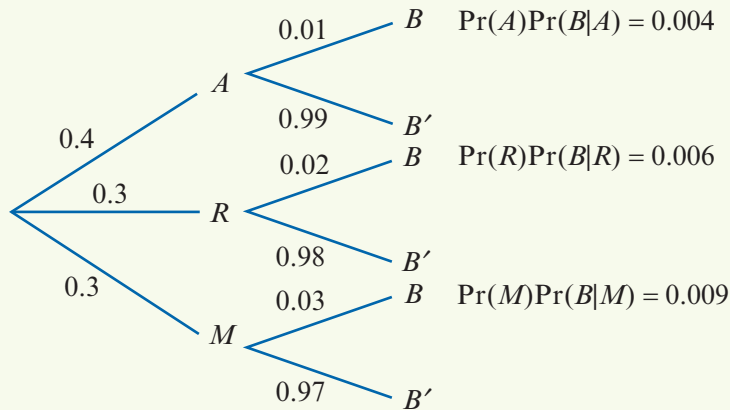 0.01 B Pr(A)Pr(B|A) = 0.004
A
0.4 0.99 B′
0.02 B Pr(R)Pr(B|R) = 0.006
0.3 R
0.98 B′
0.3 0.03 B Pr(M)Pr(B|M) = 0.009
M
0.97 B′